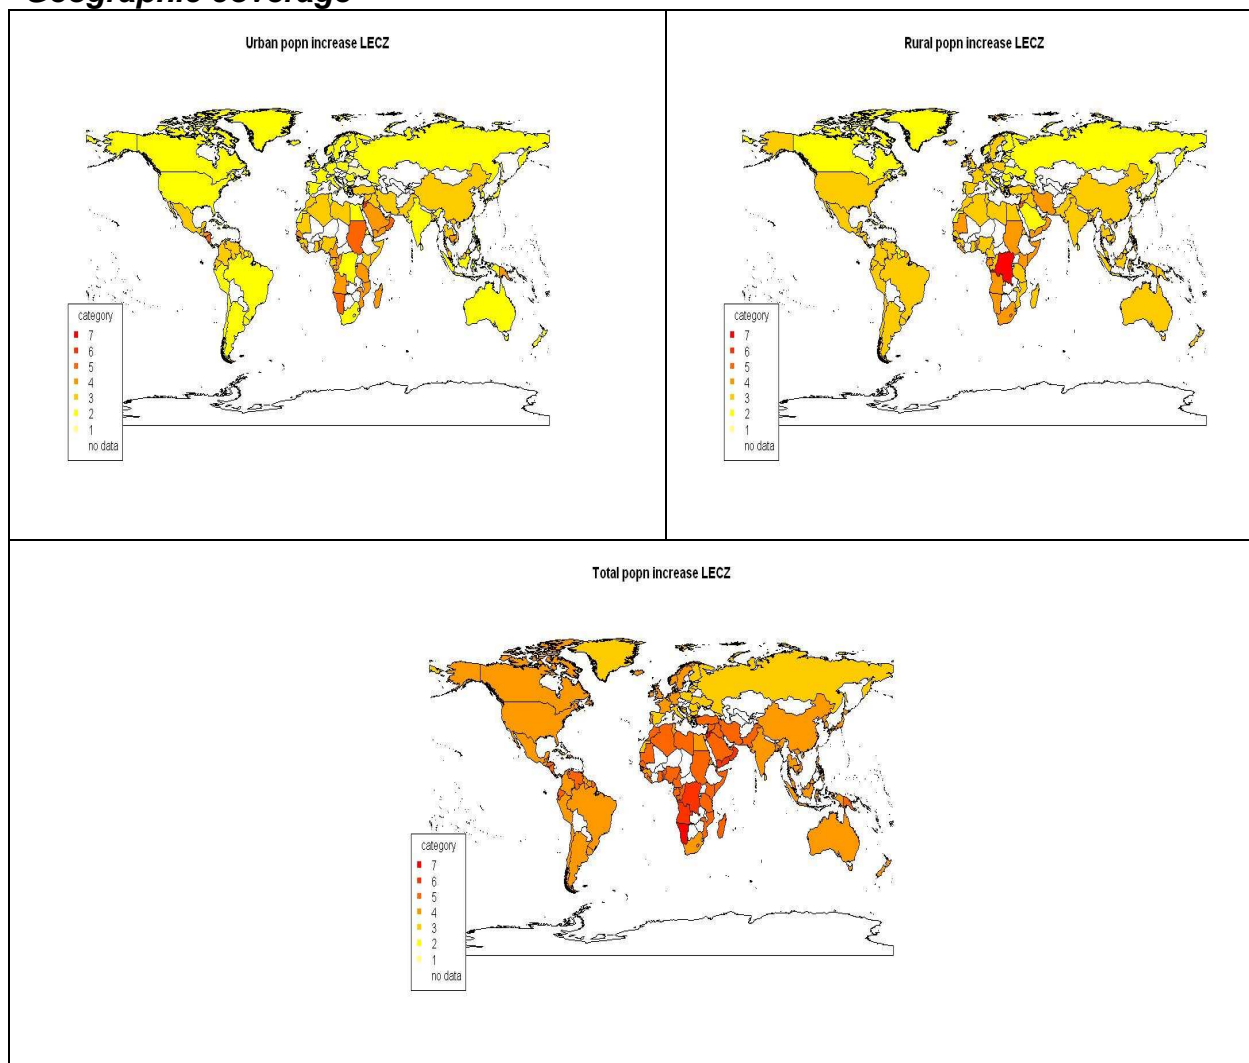 Geographic coverage
Urban popn increase LECZ
category
7
6
5
4
3
2
1
no data
Rural popn increase LECZ
category
7
6
5
4
3
2
1
no data
Total popn increase LECZ
category
7
6
5
4
3
2
1
no data